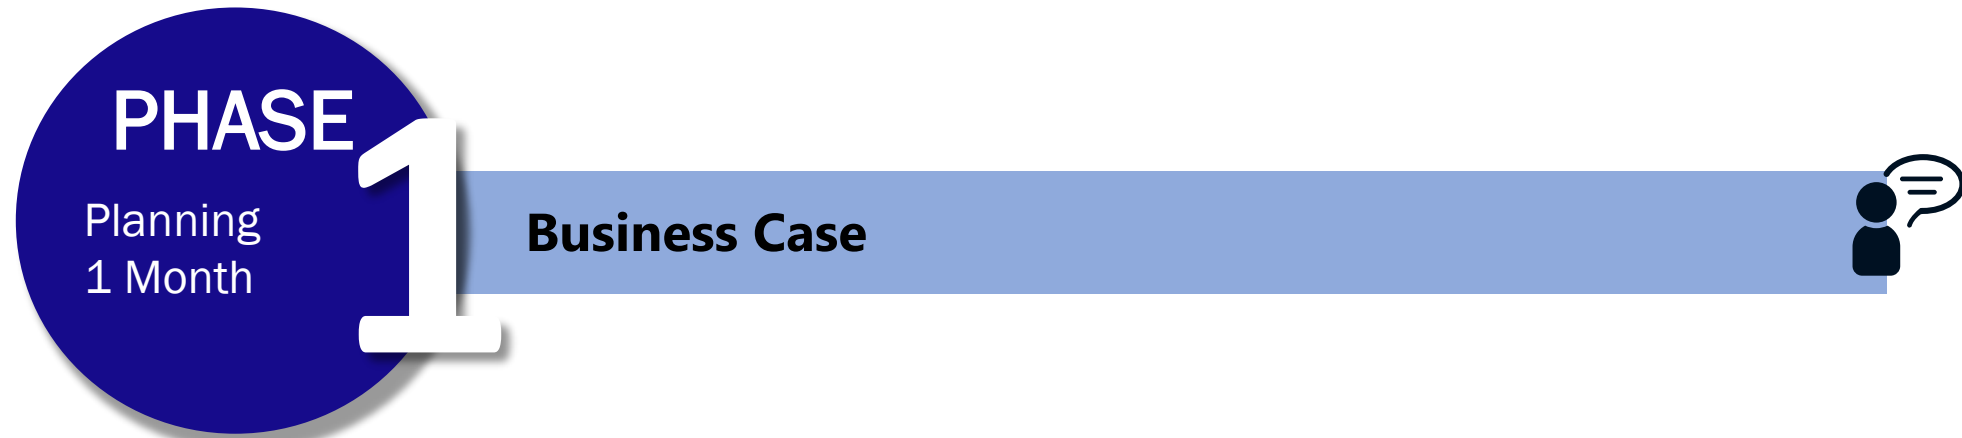 PHASE
1
Planning
1 Month
Business Case